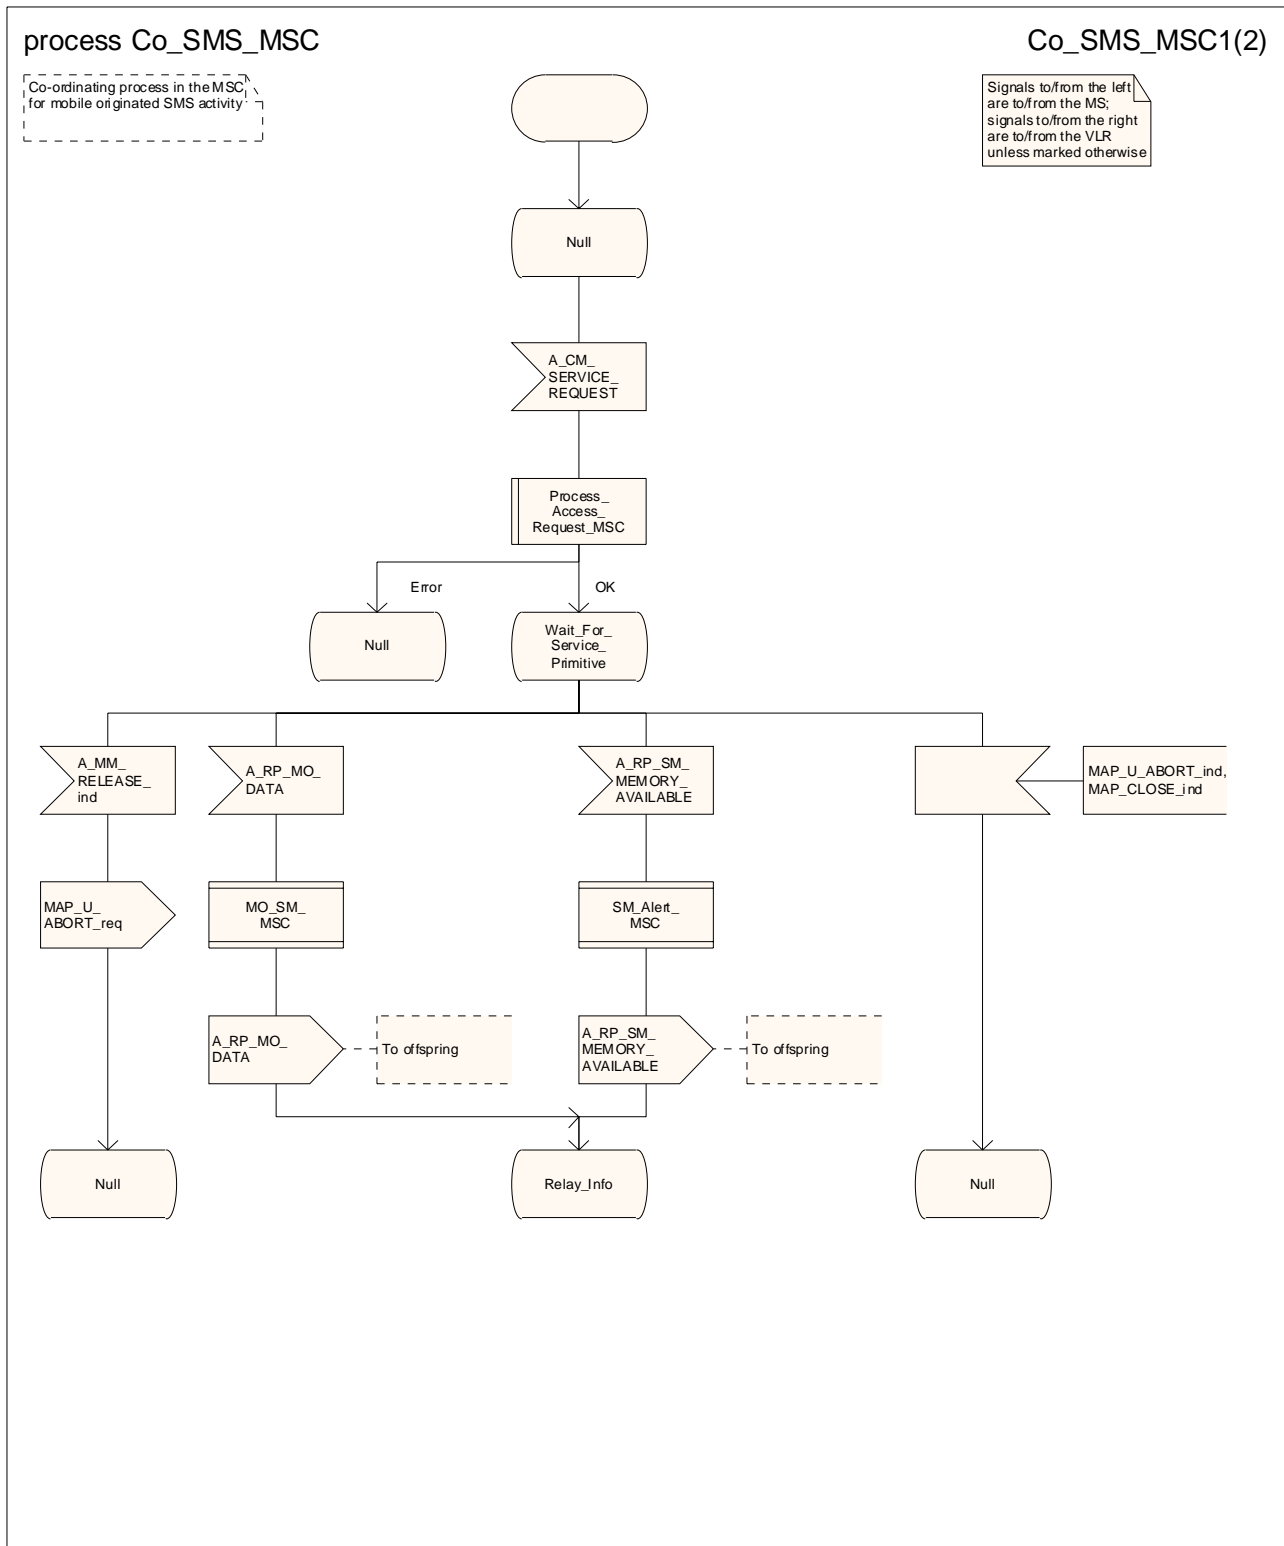 process Co_SMS_MSC
Co_SMS_MSC1(2)
Co-ordinating process in the MSC
for mobile originated SMS activity
Signals to/from the left
are to/from the MS;
signals to/from the right
are to/from the VLR
unless marked otherwise
Null
A_CM_
SERVICE_
REQUEST
Process_
Access_
Request_MSC
Error
OK
Null
Wait_For_
Service_
Primitive
A_MM_
RELEASE_
ind
A_RP_MO_
DATA
A_RP_SM_
MEMORY_
AVAILABLE
MAP_U_ABORT_ind,
MAP_CLOSE_ind
MAP_U_
ABORT_req
MO_SM_
MSC
SM_Alert_
MSC
A_RP_MO_
DATA
To offspring
A_RP_SM_
MEMORY_
AVAILABLE
To offspring
Null
Relay_Info
Null